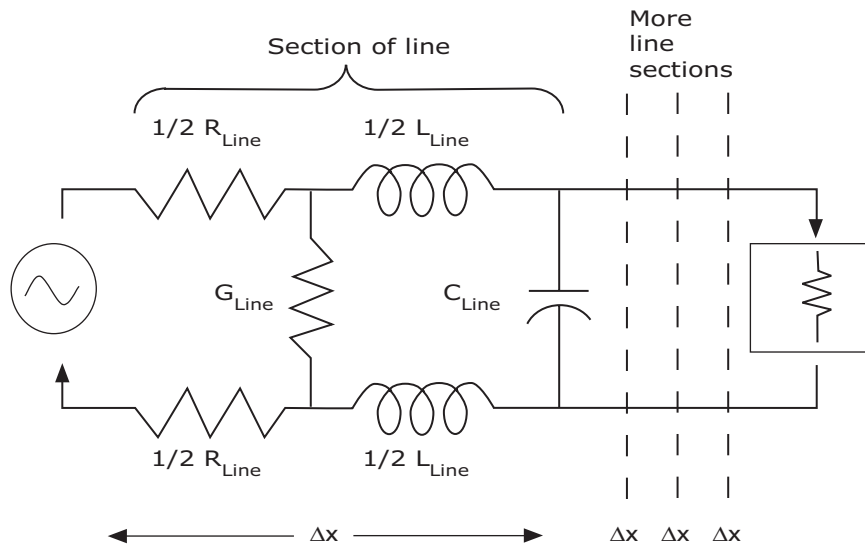 Section of line
More
line
sections
1/2 R_Line
1/2 L_Line
G_Line
C_Line
1/2 R_Line
1/2 L_Line
Δx
Δx Δx Δx